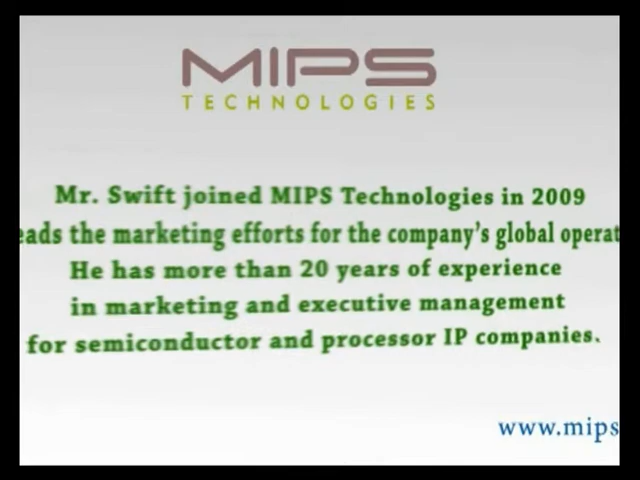 MIPS
TECHNOLOGIES
Mr. Swift joined MIPS Technologies in 2009
eads the marketing efforts for the company's global operat
He has more than 20 years of experience
in marketing and executive management
for semiconductor and processor IP companies.
www.mips